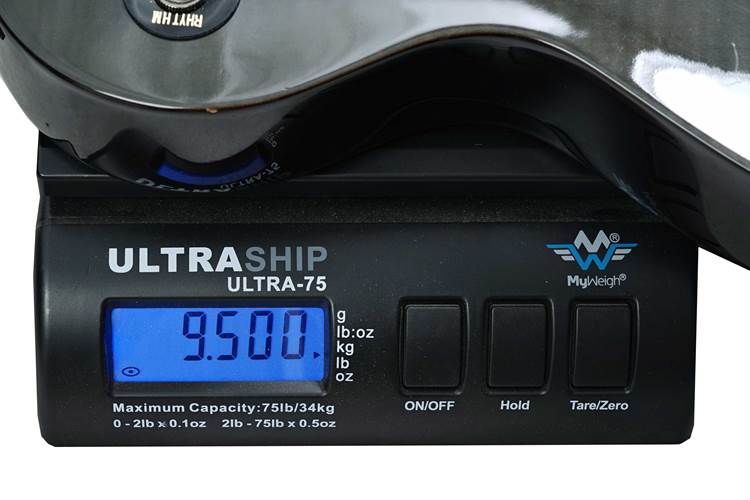 RHYTHM
ULTRASHIP
ULTRA-75
9.500
g
lb:oz
kg
lb
oz
MW®
MyWeigh®
ON/OFF
Hold
Tare/Zero
Maximum Capacity:75lb/34kg
0 - 2lb x 0.1oz 2lb - 75lb x 0.5oz